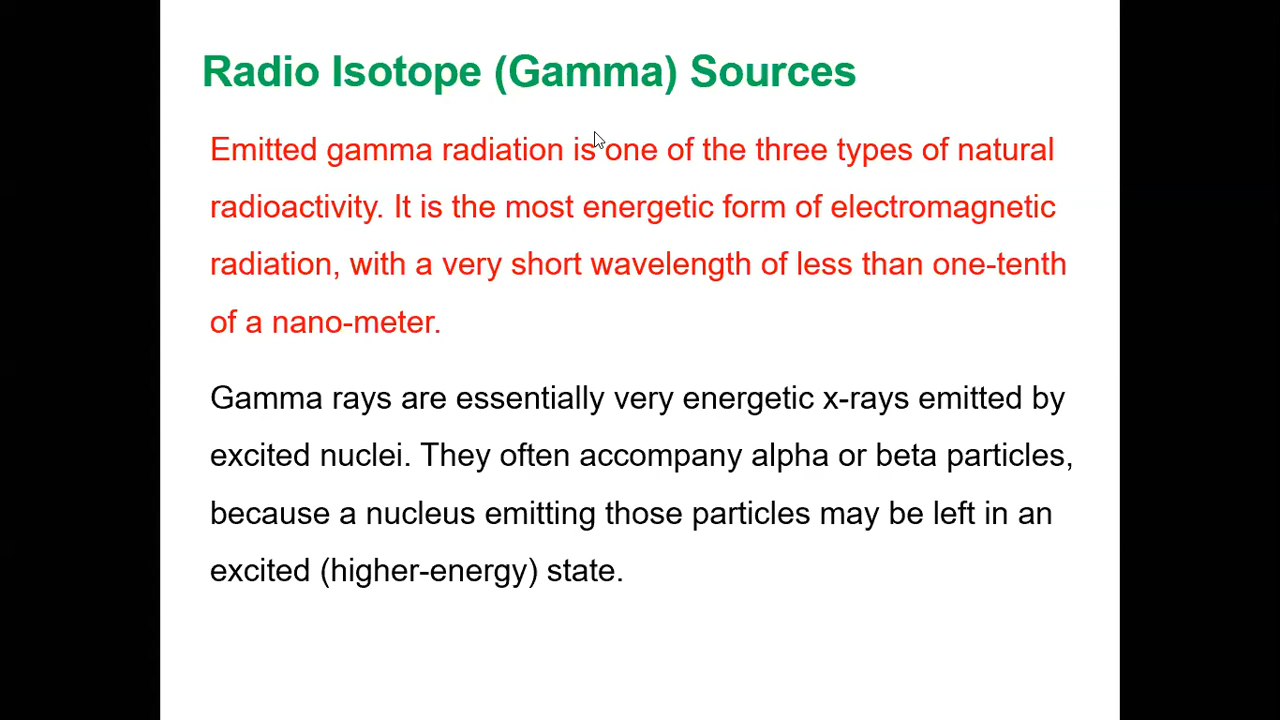 Radio Isotope (Gamma) Sources
Emitted gamma radiation is one of the three types of natural
radioactivity. It is the most energetic form of electromagnetic
radiation, with a very short wavelength of less than one-tenth
of a nano-meter.
Gamma rays are essentially very energetic x-rays emitted by
excited nuclei. They often accompany alpha or beta particles,
because a nucleus emitting those particles may be left in an
excited (higher-energy) state.